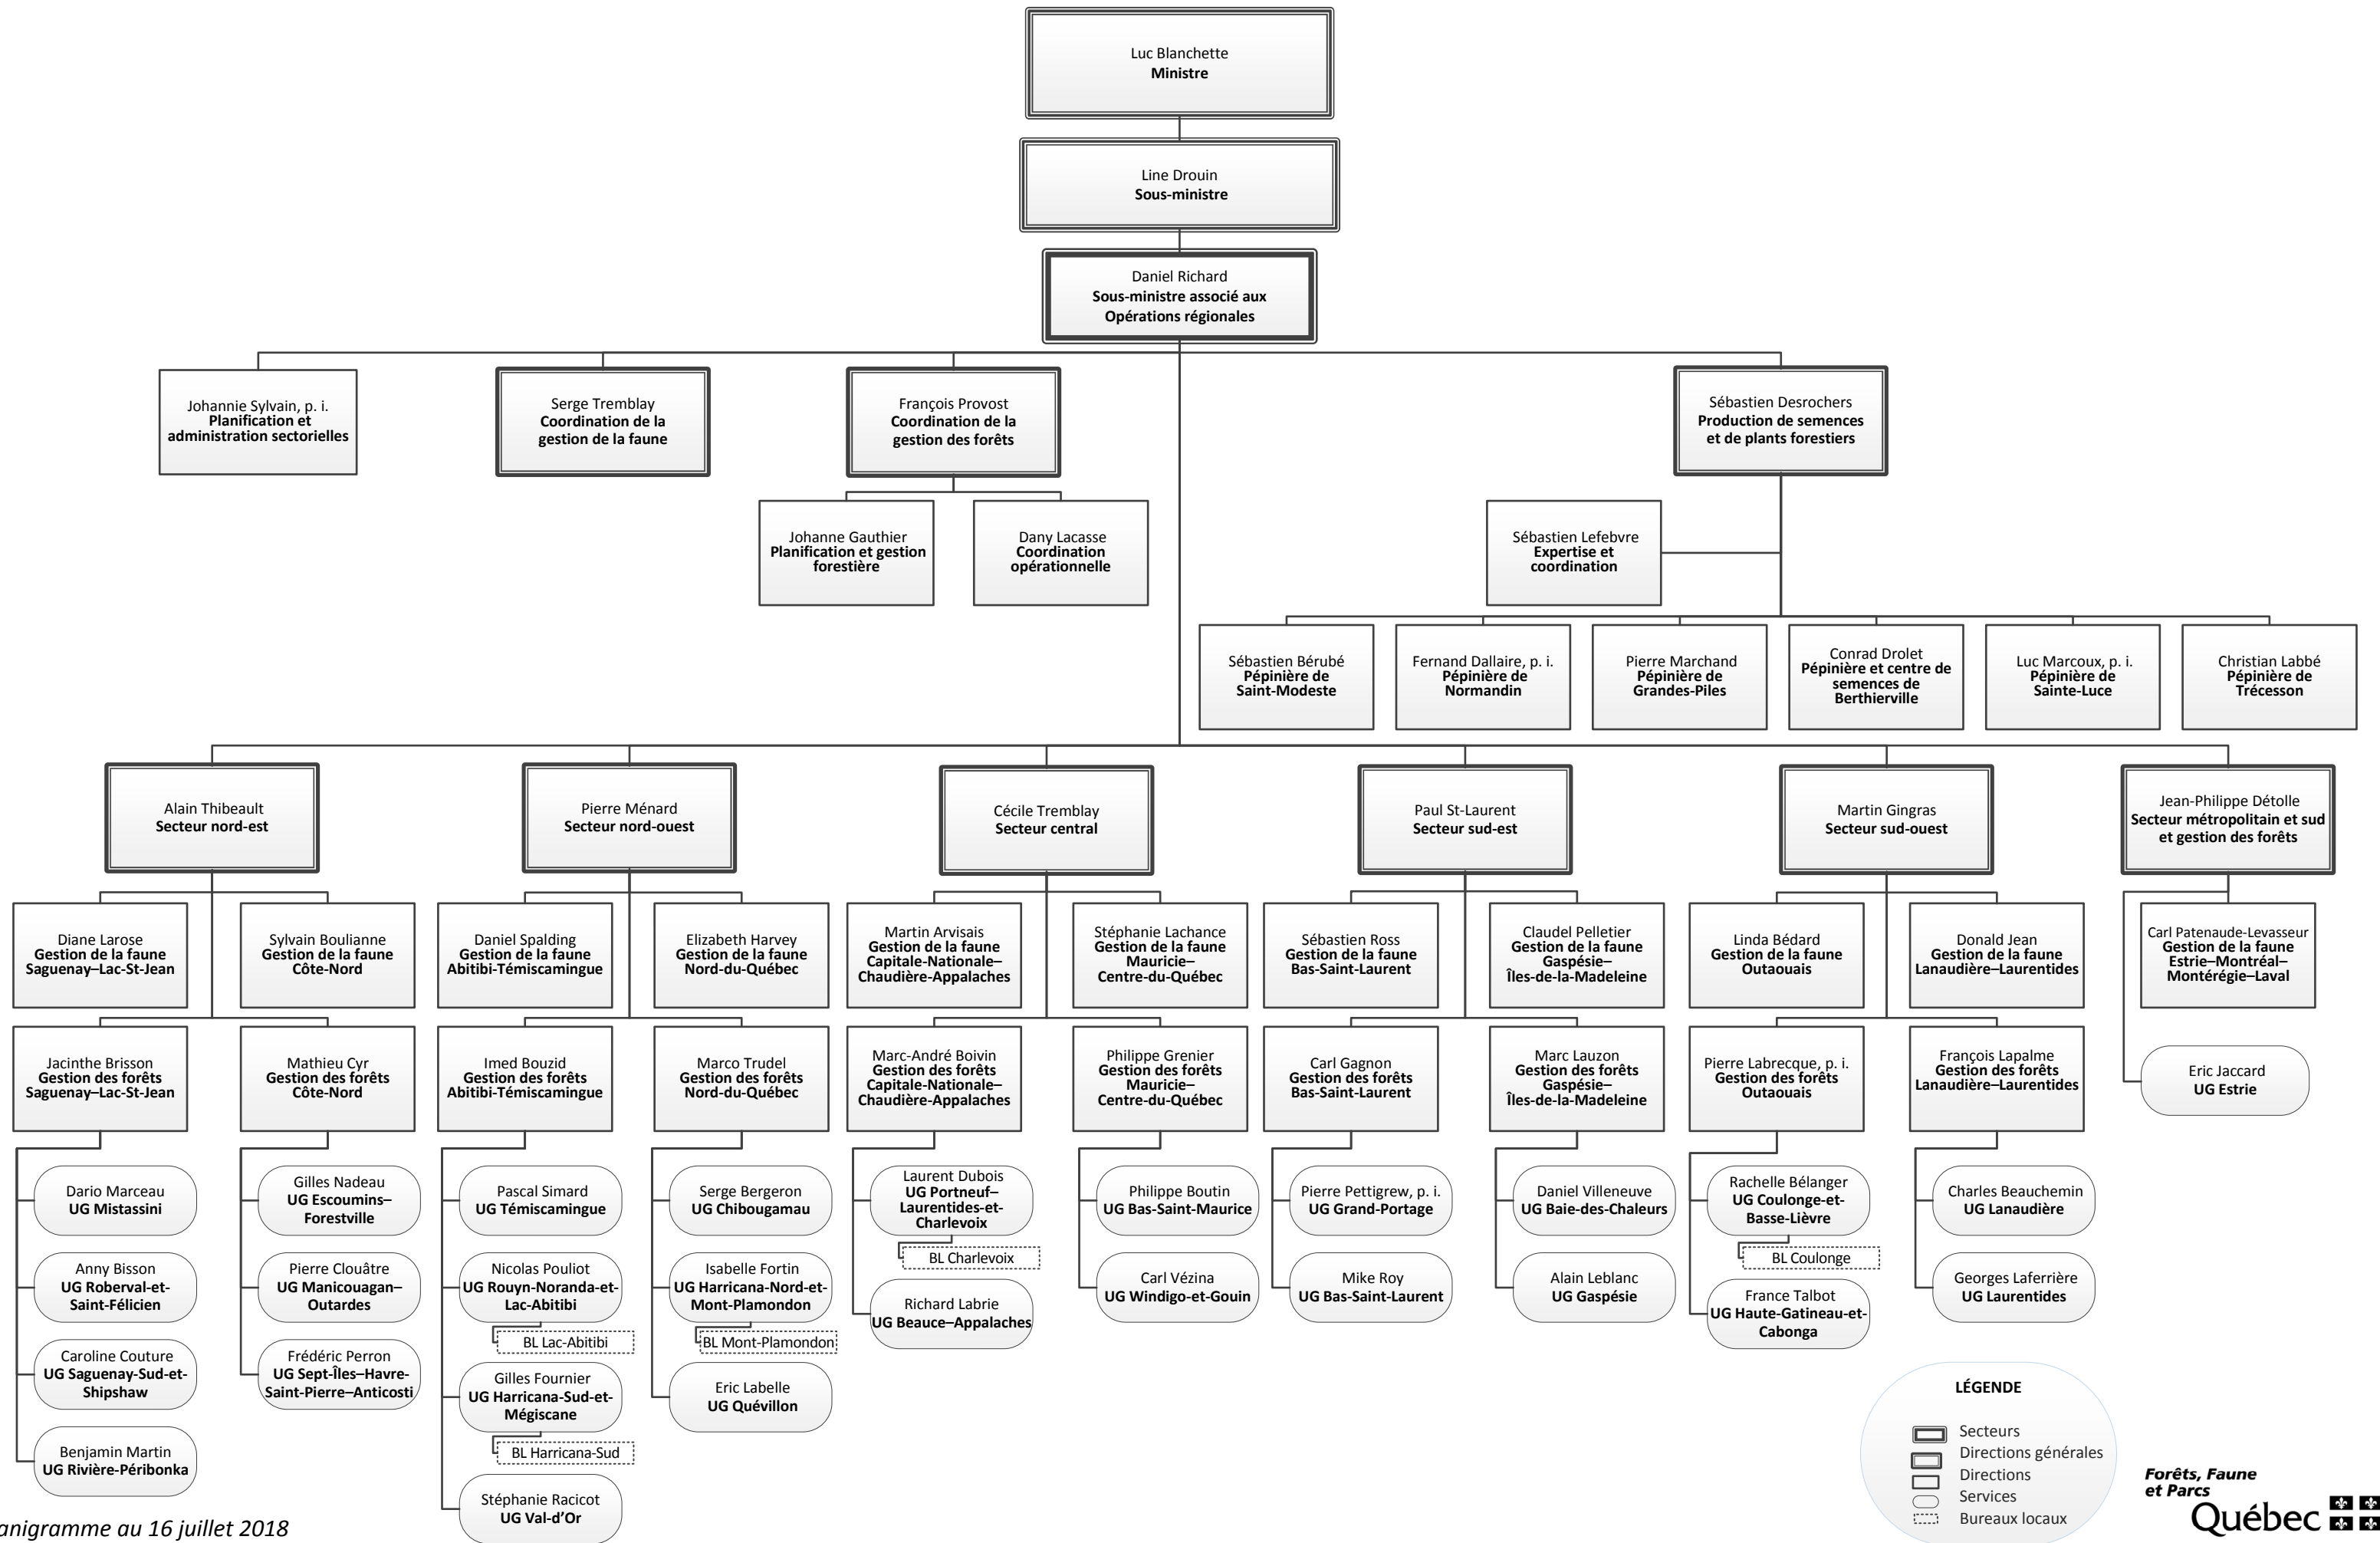 Luc Blanchette
Ministre
Line Drouin
Sous-ministre
Daniel Richard
Sous-ministre associé aux
Opérations régionales
Johannie Sylvain, p. i.
Planification et
administration sectorielles
Serge Tremblay
Coordination de la
gestion de la faune
François Provost
Coordination de la
gestion des forêts
Sébastien Desrochers
Production de semences
et de plants forestiers
Johanne Gauthier
Planification et gestion
forestière
Dany Lacasse
Coordination
opérationnelle
Sébastien Lefebvre
Expertise et
coordination
Sébastien Bérubé
Pépinière de
Saint-Modeste
Fernand Dallaire, p. i.
Pépinière de
Normandin
Pierre Marchand
Pépinière de
Grandes-Piles
Conrad Drolet
Pépinière et centre de
semences de
Berthierville
Luc Marcoux, p. i.
Pépinière de
Sainte-Luce
Christian Labbé
Pépinière de
Trécesson
Alain Thibeault
Secteur nord-est
Pierre Ménard
Secteur nord-ouest
Cécile Tremblay
Secteur central
Paul St-Laurent
Secteur sud-est
Martin Gingras
Secteur sud-ouest
Jean-Philippe Détolle
Secteur métropolitain et sud
et gestion des forêts
Diane Larose
Gestion de la faune
Saguenay–Lac-St-Jean
Sylvain Boulianne
Gestion de la faune
Côte-Nord
Daniel Spalding
Gestion de la faune
Abitibi-Témiscamingue
Elizabeth Harvey
Gestion de la faune
Nord-du-Québec
Martin Arvisais
Gestion de la faune
Capitale-Nationale–
Chaudière-Appalaches
Stéphanie Lachance
Gestion de la faune
Mauricie–
Centre-du-Québec
Sébastien Ross
Gestion de la faune
Bas-Saint-Laurent
Claudel Pelletier
Gestion de la faune
Gaspésie–
Îles-de-la-Madeleine
Linda Bédard
Gestion de la faune
Outaouais
Donald Jean
Gestion de la faune
Lanaudière–Laurentides
Carl Patenaude-Levasseur
Gestion de la faune
Estrie–Montréal–
Montérégie–Laval
Jacinthe Brisson
Gestion des forêts
Saguenay–Lac-St-Jean
Mathieu Cyr
Gestion des forêts
Côte-Nord
Imed Bouzid
Gestion des forêts
Abitibi-Témiscamingue
Marco Trudel
Gestion des forêts
Nord-du-Québec
Marc-André Boivin
Gestion des forêts
Capitale-Nationale–
Chaudière-Appalaches
Philippe Grenier
Gestion des forêts
Mauricie–
Centre-du-Québec
Carl Gagnon
Gestion des forêts
Bas-Saint-Laurent
Marc Lauzon
Gestion des forêts
Gaspésie–
Îles-de-la-Madeleine
Pierre Labrecque, p. i.
Gestion des forêts
Outaouais
François Lapalme
Gestion des forêts
Lanaudière–Laurentides
Eric Jaccard
UG Estrie
Dario Marceau
UG Mistassini
Anny Bisson
UG Roberval-et-
Saint-Félicien
Caroline Couture
UG Saguenay-Sud-et-
Shipshaw
Benjamin Martin
UG Rivière-Péribonka
Gilles Nadeau
UG Escoumins–
Forestville
Pierre Clouâtre
UG Manicouagan–
Outardes
Frédéric Perron
UG Sept-Îles–Havre-
Saint-Pierre–Anticosti
Pascal Simard
UG Témiscamingue
Nicolas Pouliot
UG Rouyn-Noranda-et-
Lac-Abitibi
BL Lac-Abitibi
Gilles Fournier
UG Harricana-Sud-et-
Mégiscane
BL Harricana-Sud
Stéphanie Racicot
UG Val-d’Or
Serge Bergeron
UG Chibougamau
Isabelle Fortin
UG Harricana-Nord-et-
Mont-Plamondon
BL Mont-Plamondon
Eric Labelle
UG Quévillon
Laurent Dubois
UG Portneuf–
Laurentides-et-
Charlevoix
BL Charlevoix
Richard Labrie
UG Beauce–Appalaches
Philippe Boutin
UG Bas-Saint-Maurice
Carl Vézina
UG Windigo-et-Gouin
Pierre Pettigrew, p. i.
UG Grand-Portage
Mike Roy
UG Bas-Saint-Laurent
Daniel Villeneuve
UG Baie-des-Chaleurs
Alain Leblanc
UG Gaspésie
Rachelle Bélanger
UG Coulonge-et-
Basse-Lièvre
BL Coulonge
France Talbot
UG Haute-Gatineau-et-
Cabonga
Charles Beauchemin
UG Lanaudière
Georges Laferrière
UG Laurentides
LÉGENDE
Secteurs
Directions générales
Directions
Services
Bureaux locaux
anigramme au 16 juillet 2018
Forêts, Faune
et Parcs
Québec